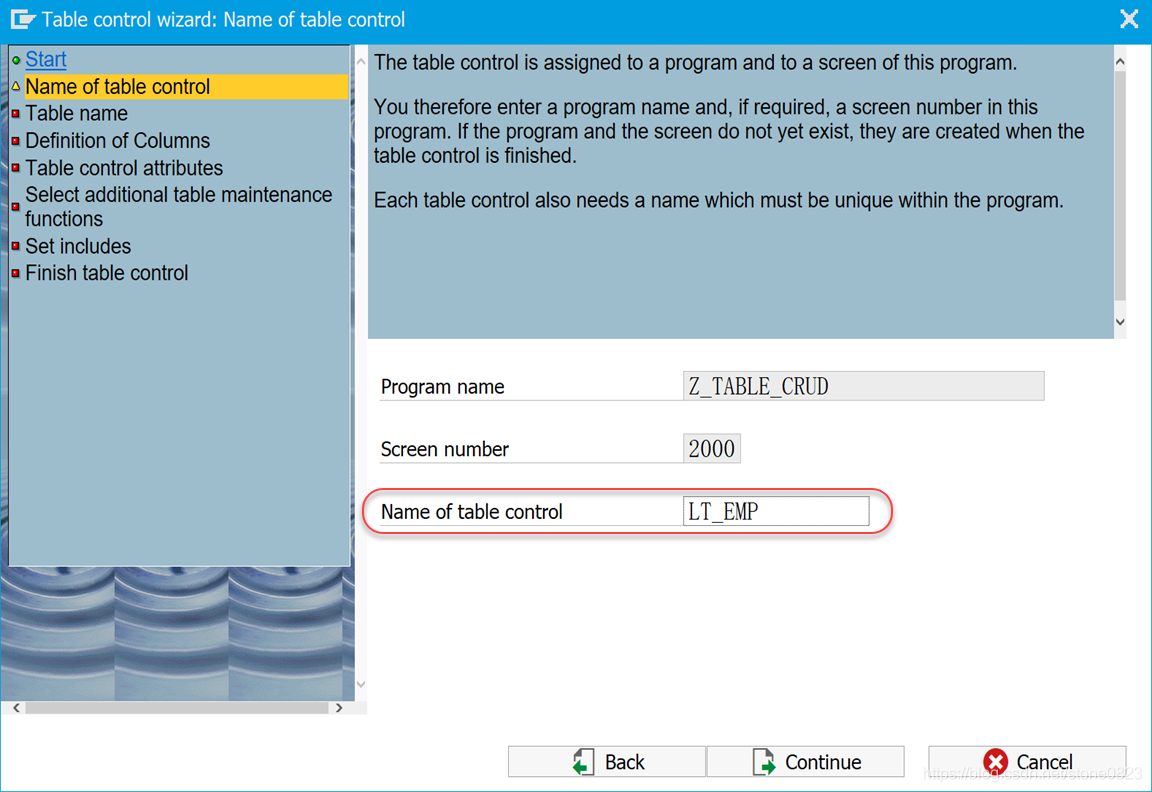 Table control wizard: Name of table control
Start
Name of table control
Table name
Definition of Columns
Table control attributes
Select additional table maintenance
functions
Set includes
Finish table control
The table control is assigned to a program and to a screen of this program.
You therefore enter a program name and, if required, a screen number in this
program. If the program and the screen do not yet exist, they are created when the
table control is finished.
Each table control also needs a name which must be unique within the program.
Program name Z_TABLE_CRUD
Screen number 2000
Name of table control LT_EMP
Back Continue Cancel
https://blog.csdn.net/stone0823